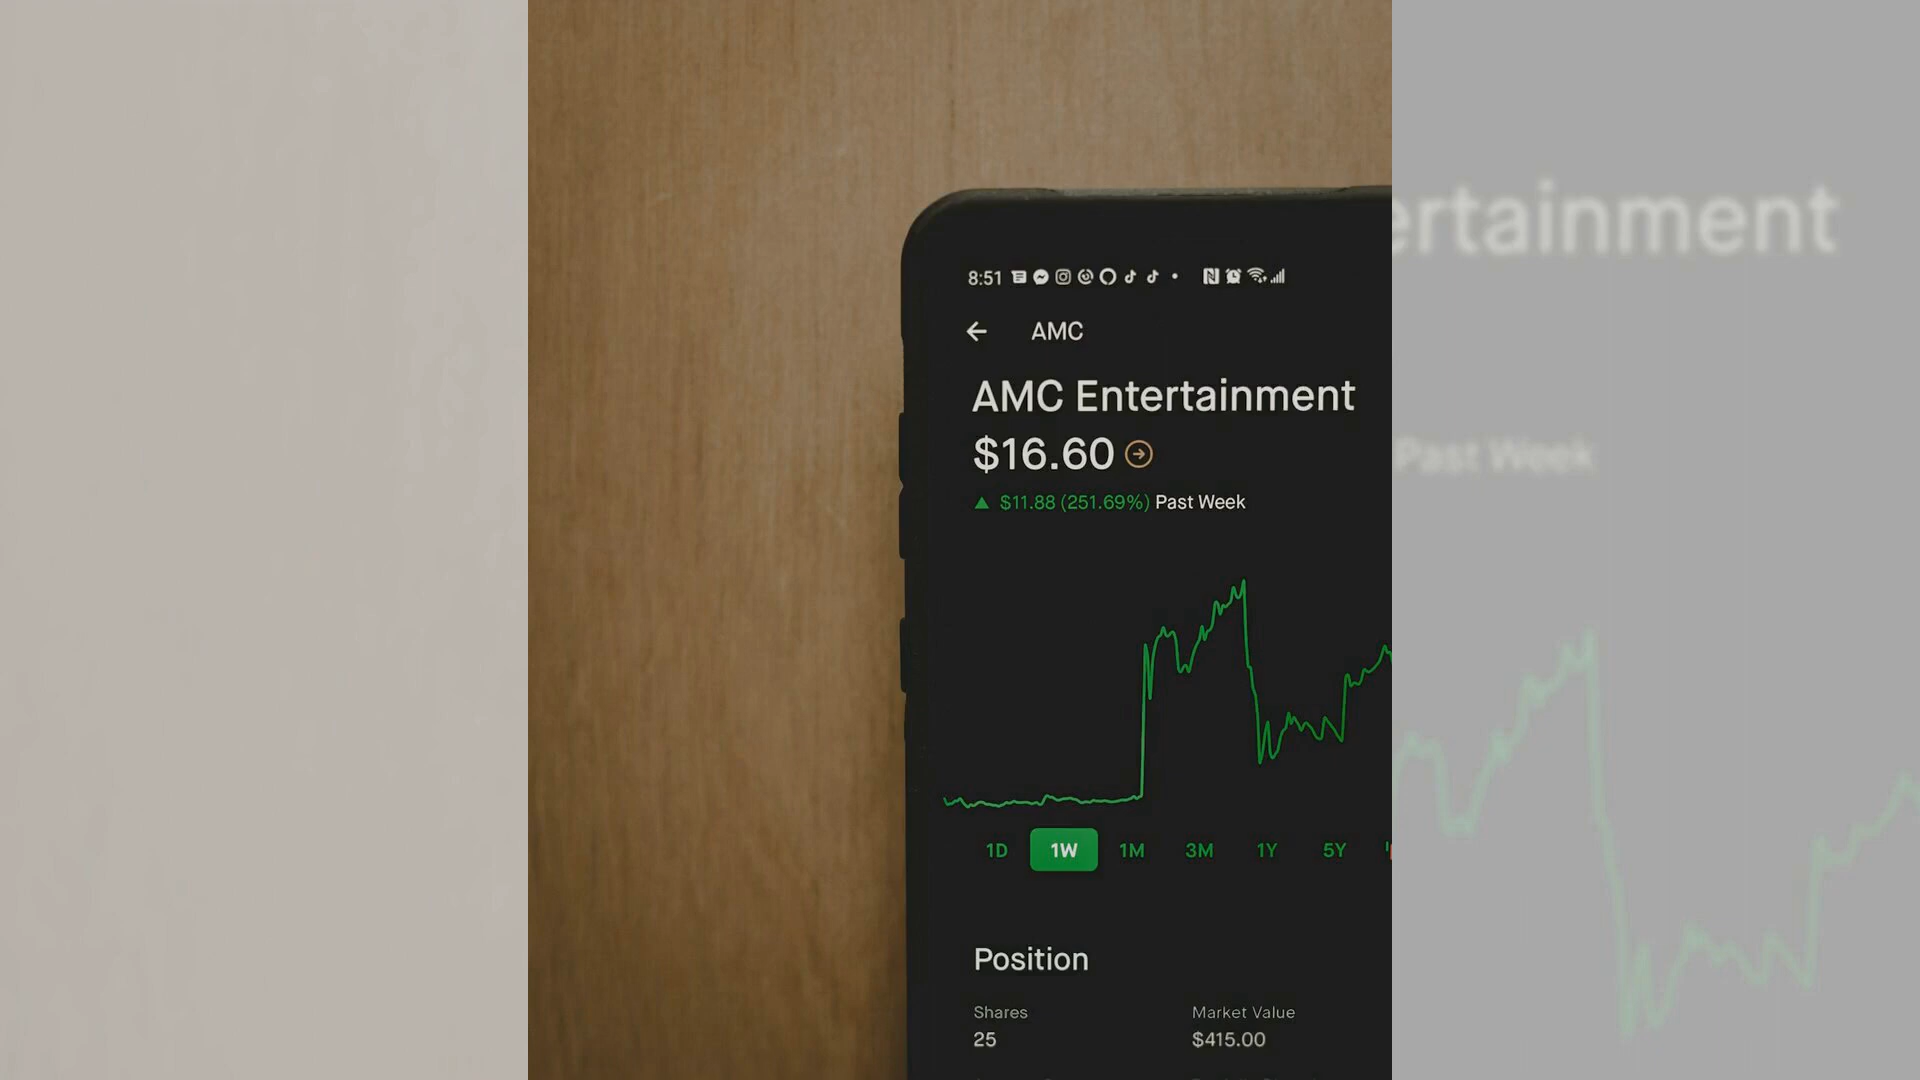 8:51
AMC
AMC Entertainment
$16.60
▲ $11.88 (251.69%) Past Week
1D 1W 1M 3M 1Y 5Y
Position
Shares Market Value
25 $415.00
ertainment
Past Week